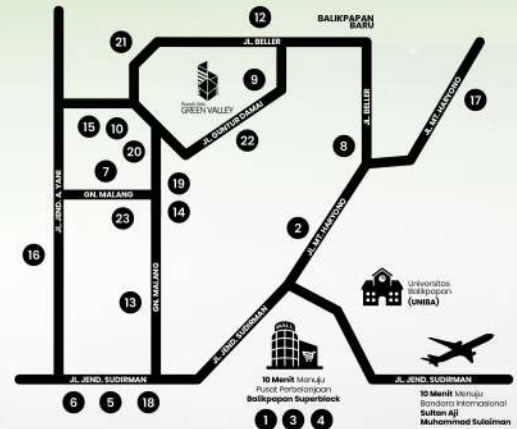 12
BALIKPAPAN
BARU
21
JL. BELLER
9
GREEN VALLEY
JL. GUNTUR DAMAI
JL. BELLER
17
JL. MT. HARYONO
15
10
20
22
8
7
19
GN. MALANG
14
23
2
JL. MT. HARYONO
JL. JEND. A. YANI
16
13
GN. MALANG
Universitas
Balikpapan
(UNIBA)
JL. JEND. SUDIRMAN
MALL
JL. JEND. SUDIRMAN
JL. JEND. SUDIRMAN
6
5
18
10 Menit Menuju
Pusat Perbelanjaan
Balikpapan Superblock
1
3
4
10 Menit Menuju
Bandara Internasional
Sultan Aji
Muhammad Sulaiman